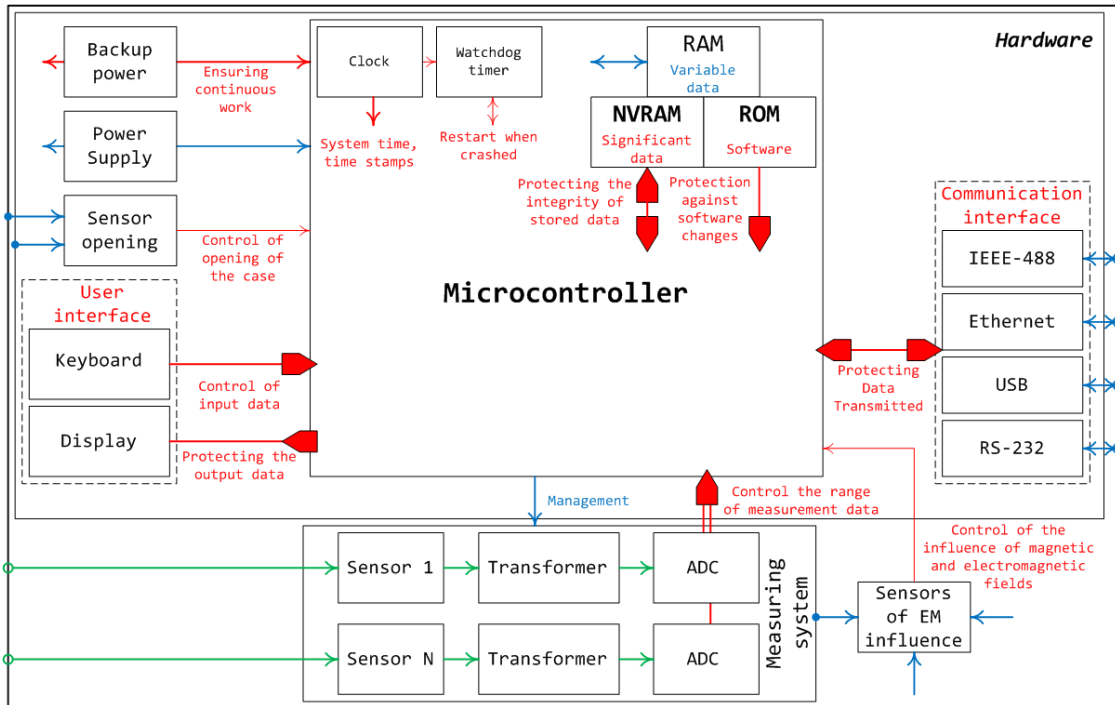 Hardware
Backup
power
Ensuring
continuous
work
Clock
Watchdog
timer
System time,
time stamps
Restart when
crashed
RAM
Variable
data
NVRAM
Significant
data
ROM
Software
Protecting the
integrity of
stored data
Protection
against
software
changes
Power
Supply
Sensor
opening
Control of
opening of
the case
User
interface
Keyboard
Control of
input data
Display
Protecting the
output data
Microcontroller
Communication
interface
IEEE-488
Ethernet
USB
RS-232
Protecting
Data
Transmitted
Management
Control the range
of measurement data
Control of the
influence of magnetic
and electromagnetic
fields
Sensor 1
Transformer
ADC
Sensor N
Transformer
ADC
Measuring
system
Sensors
of EM
influence